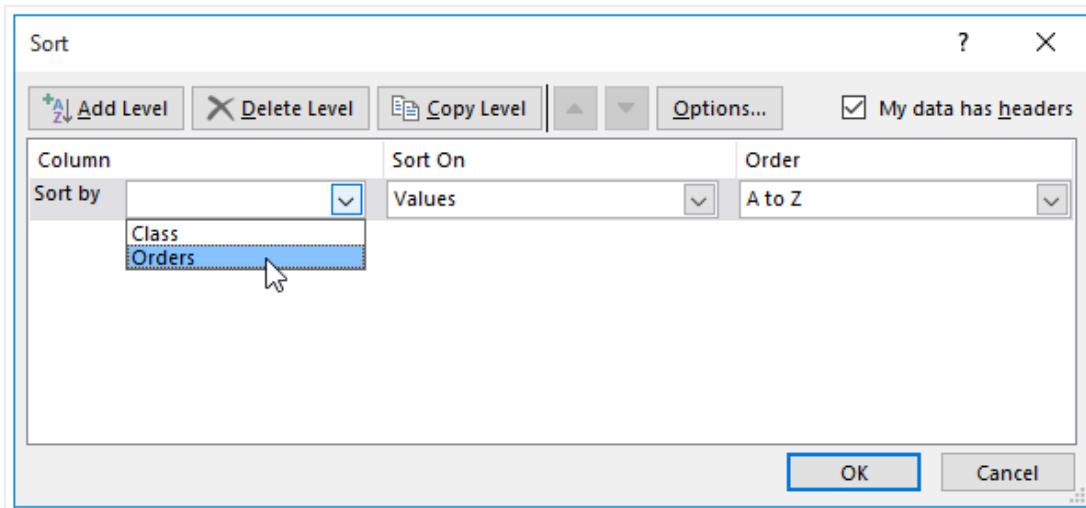 Sort ?
Add Level Delete Level Copy Level Options... My data has headers
Column Sort On Order
Sort by Values A to Z
Class
Orders
OK Cancel